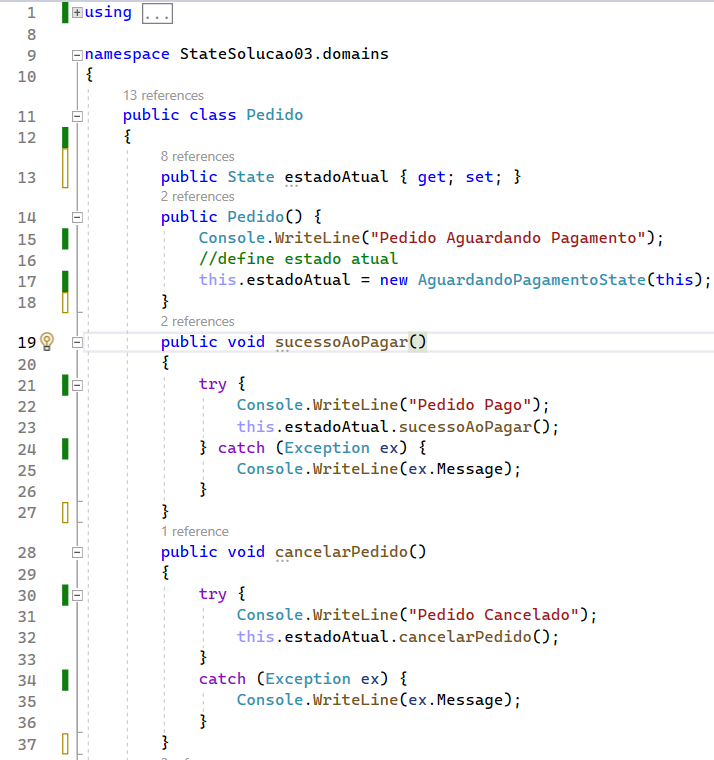 1 using ...
8
9 namespace StateSolucao03.domains
10 {
13 references
11 public class Pedido
12 {
8 references
13 public State estadoAtual { get; set; }
2 references
14 public Pedido() {
15 Console.WriteLine("Pedido Aguardando Pagamento");
16 //define estado atual
17 this.estadoAtual = new AguardandoPagamentoState(this);
18 }
2 references
19 public void sucessoAoPagar()
20 {
21 try {
22 Console.WriteLine("Pedido Pago");
23 this.estadoAtual.sucessoAoPagar();
24 } catch (Exception ex) {
25 Console.WriteLine(ex.Message);
26 }
27 }
1 reference
28 public void cancelarPedido()
29 {
30 try {
31 Console.WriteLine("Pedido Cancelado");
32 this.estadoAtual.cancelarPedido();
33 }
34 catch (Exception ex) {
35 Console.WriteLine(ex.Message);
36 }
37 }